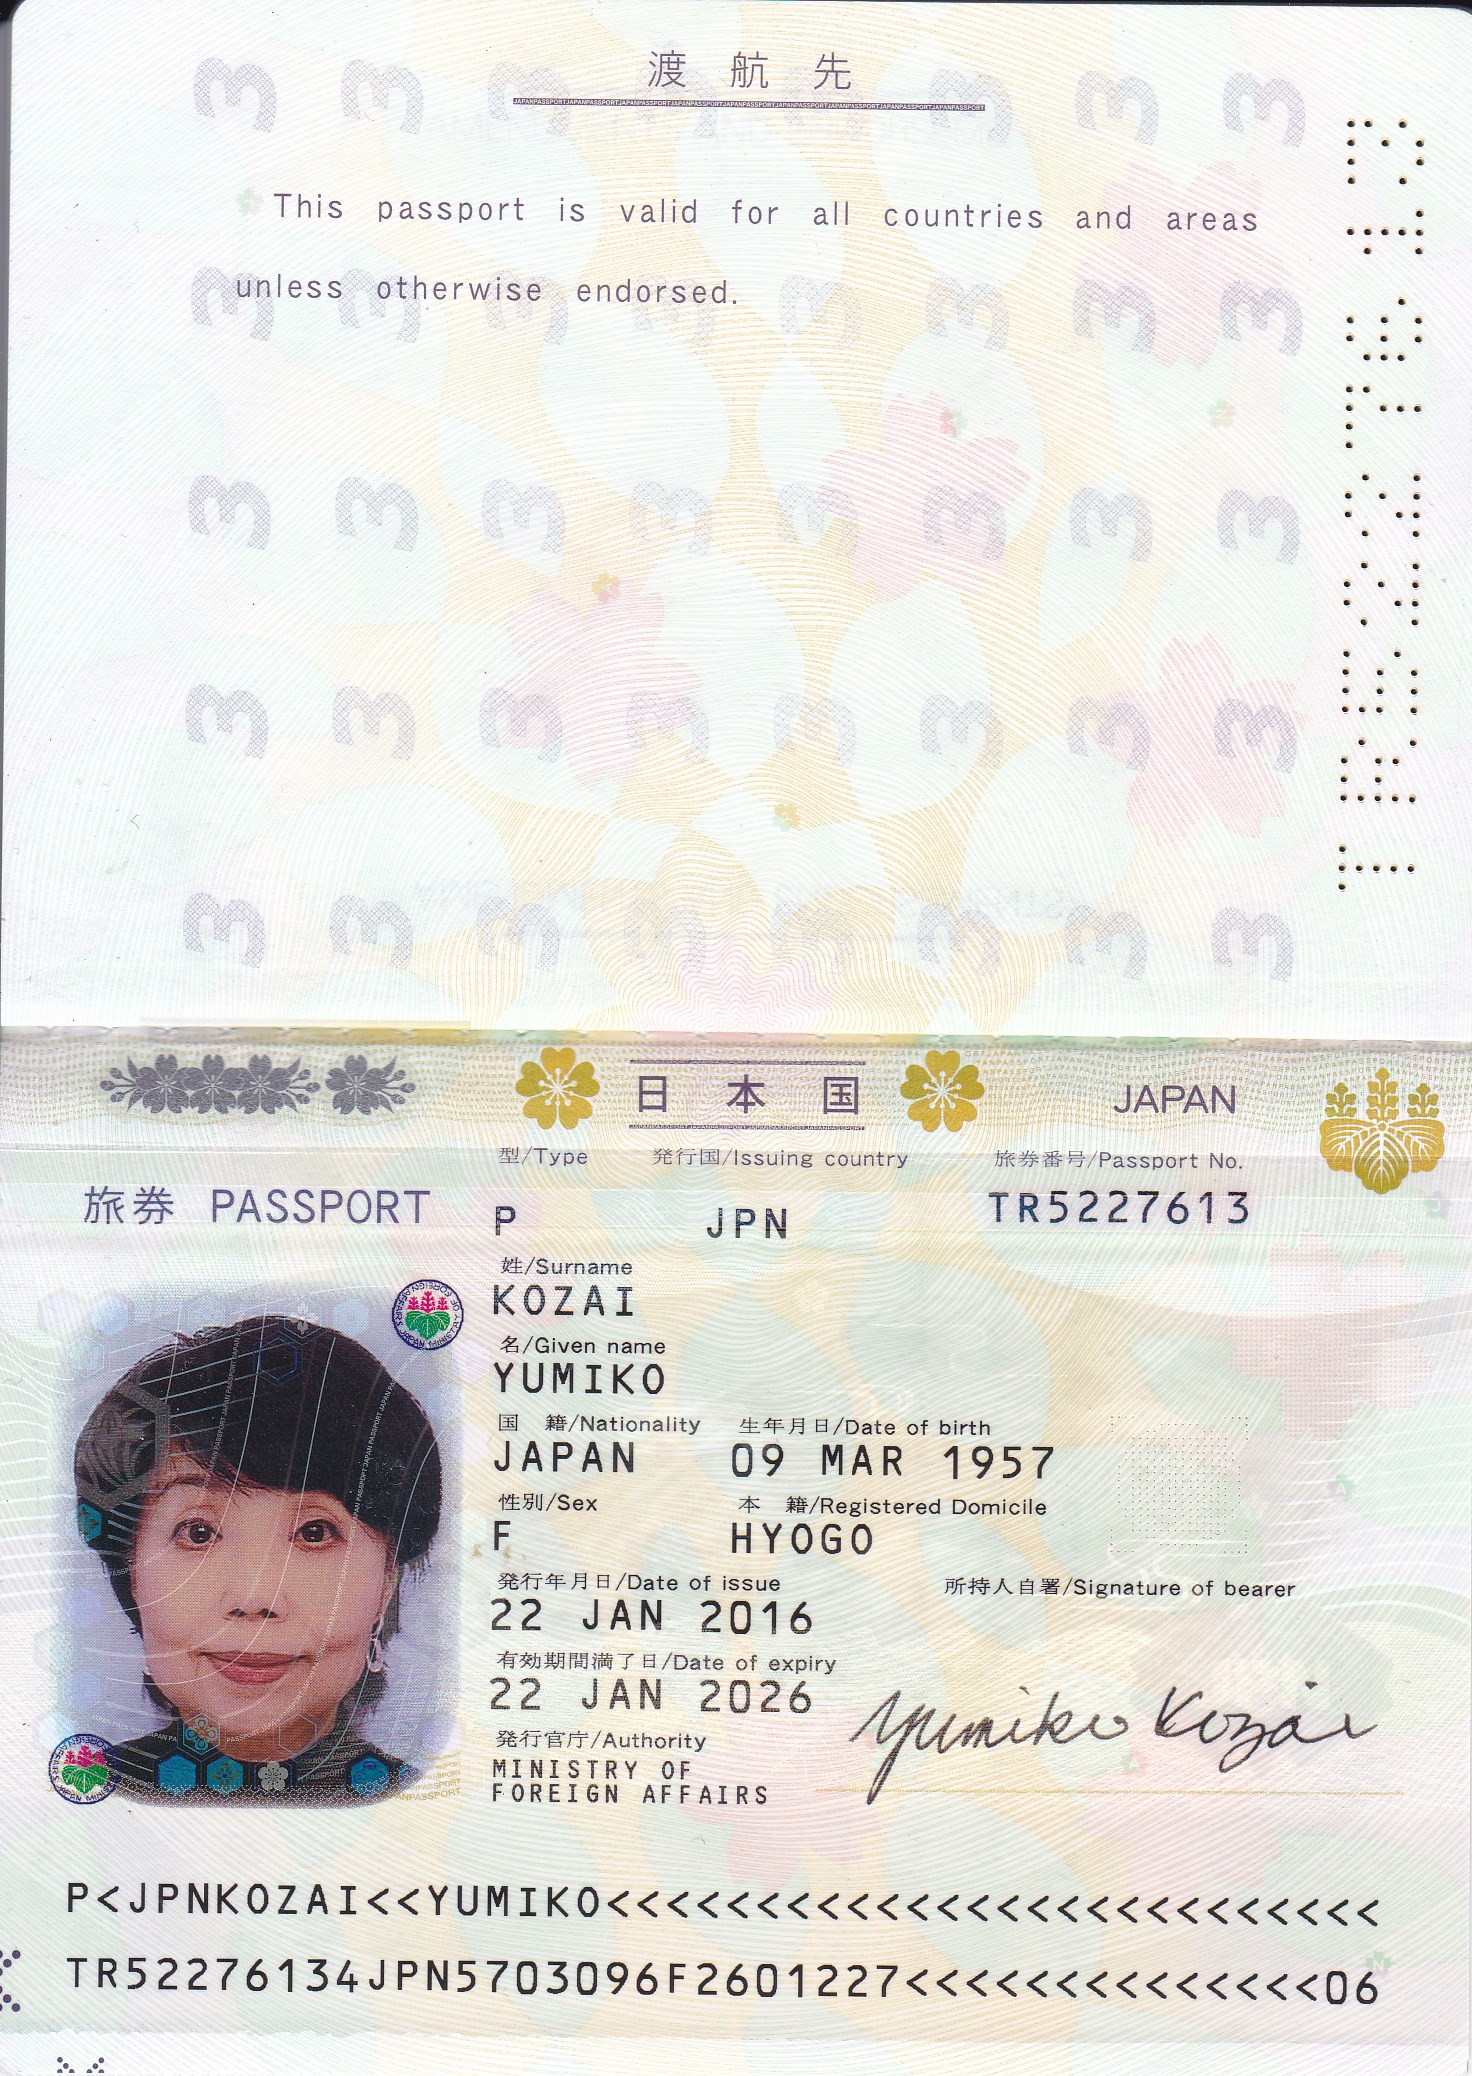 渡航先
JAPANPASSPORTJAPANPASSPORTJAPANPASSPORTJAPANPASSPORTJAPANPASSPORTJAPANPASSPORTJAPANPASSPORTJAPANPASSPORT
This passport is valid for all countries and areas
unless otherwise endorsed.
TR5227613
日本国
JAPAN
型/Type
発行国/Issuing country
旅券番号/Passport No.
旅券 PASSPORT
P
JPN
TR5227613
姓/Surname
KOZAI
名/Given name
YUMIKO
国 籍/Nationality
生年月日/Date of birth
JAPAN
09 MAR 1957
性別/Sex
本 籍/Registered Domicile
F
HYOGO
発行年月日/Date of issue
所持人自署/Signature of bearer
22 JAN 2016
有効期間満了日/Date of expiry
22 JAN 2026
Yumiko Kozai
発行官庁/Authority
MINISTRY OF
FOREIGN AFFAIRS
P<JPNKOZAI<<YUMIKO<<<<<<<<<<<<<<<<<<<<<<<<<<
TR52276134JPN5703096F2601227<<<<<<<<<<<<<<06